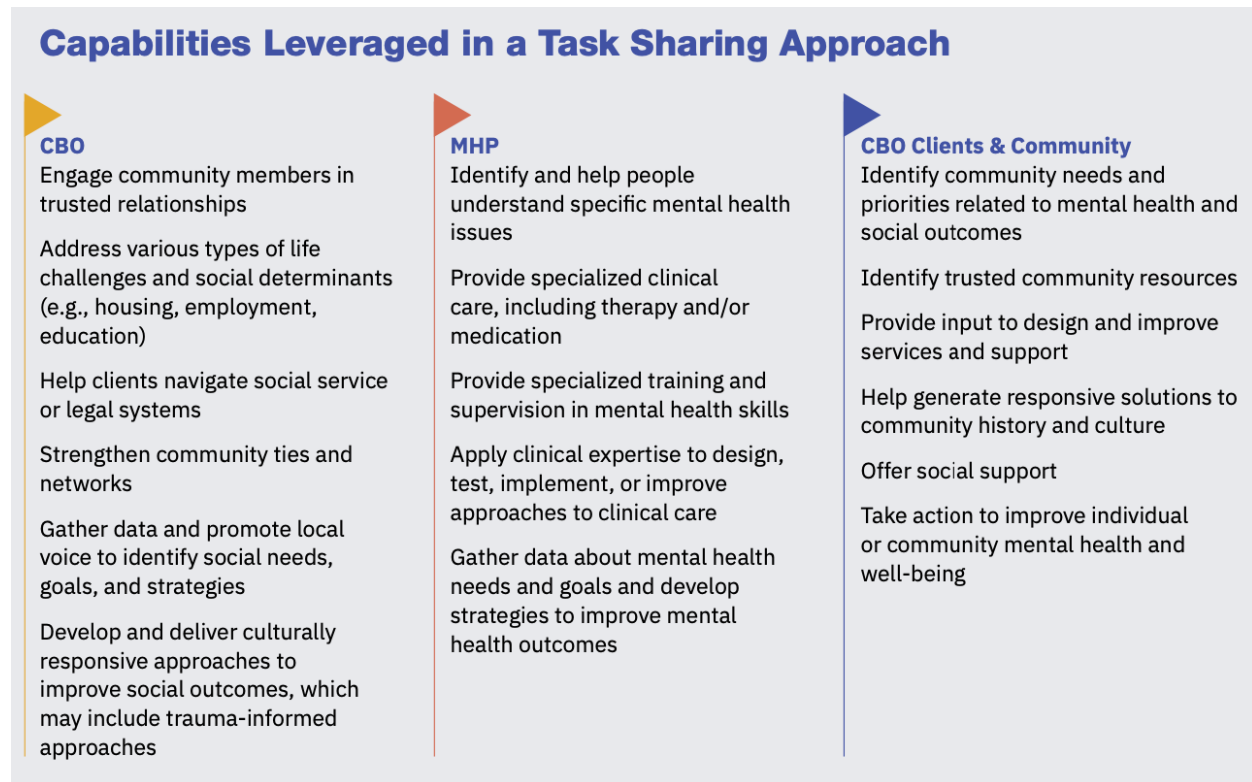 Capabilities Leveraged in a Task Sharing Approach
CBO
Engage community members in
trusted relationships
Address various types of life
challenges and social determinants
(e.g., housing, employment,
education)
Help clients navigate social service
or legal systems
Strengthen community ties and
networks
Gather data and promote local
voice to identify social needs,
goals, and strategies
Develop and deliver culturally
responsive approaches to
improve social outcomes, which
may include trauma-informed
approaches
MHP
Identify and help people
understand specific mental health
issues
Provide specialized clinical
care, including therapy and/or
medication
Provide specialized training and
supervision in mental health skills
Apply clinical expertise to design,
test, implement, or improve
approaches to clinical care
Gather data about mental health
needs and goals and develop
strategies to improve mental
health outcomes
CBO Clients & Community
Identify community needs and
priorities related to mental health and
social outcomes
Identify trusted community resources
Provide input to design and improve
services and support
Help generate responsive solutions to
community history and culture
Offer social support
Take action to improve individual
or community mental health and
well-being